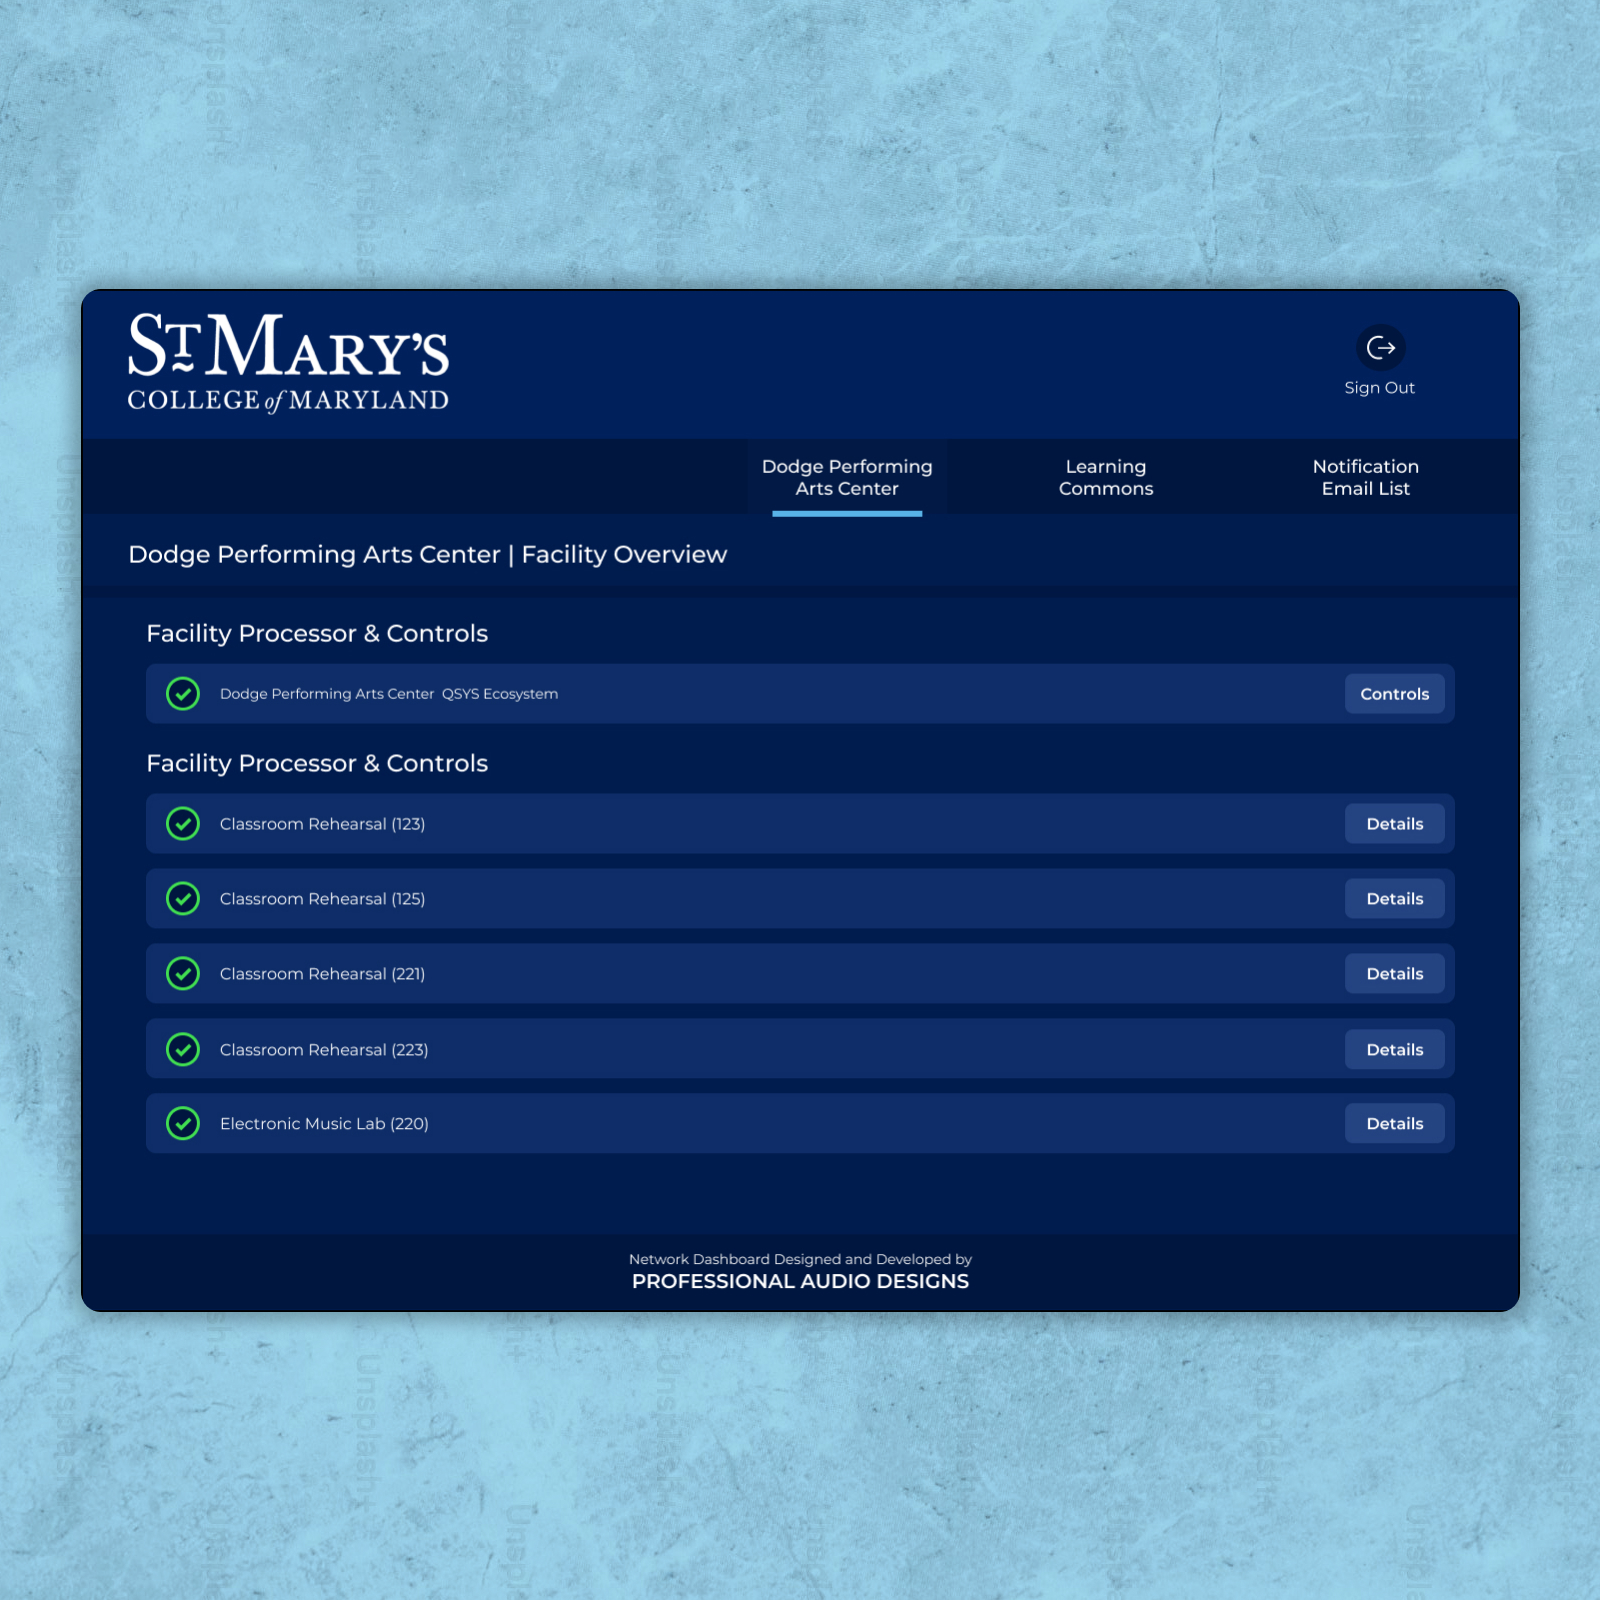 ST MARY'S
COLLEGE of MARYLAND
Sign Out
Dodge Performing
Arts Center
Learning
Commons
Notification
Email List
Dodge Performing Arts Center | Facility Overview
Facility Processor & Controls
Dodge Performing Arts Center QSYS Ecosystem
Controls
Facility Processor & Controls
Classroom Rehearsal (123)
Details
Classroom Rehearsal (125)
Details
Classroom Rehearsal (221)
Details
Classroom Rehearsal (223)
Details
Electronic Music Lab (220)
Details
Network Dashboard Designed and Developed by
PROFESSIONAL AUDIO DESIGNS
Unsplash+